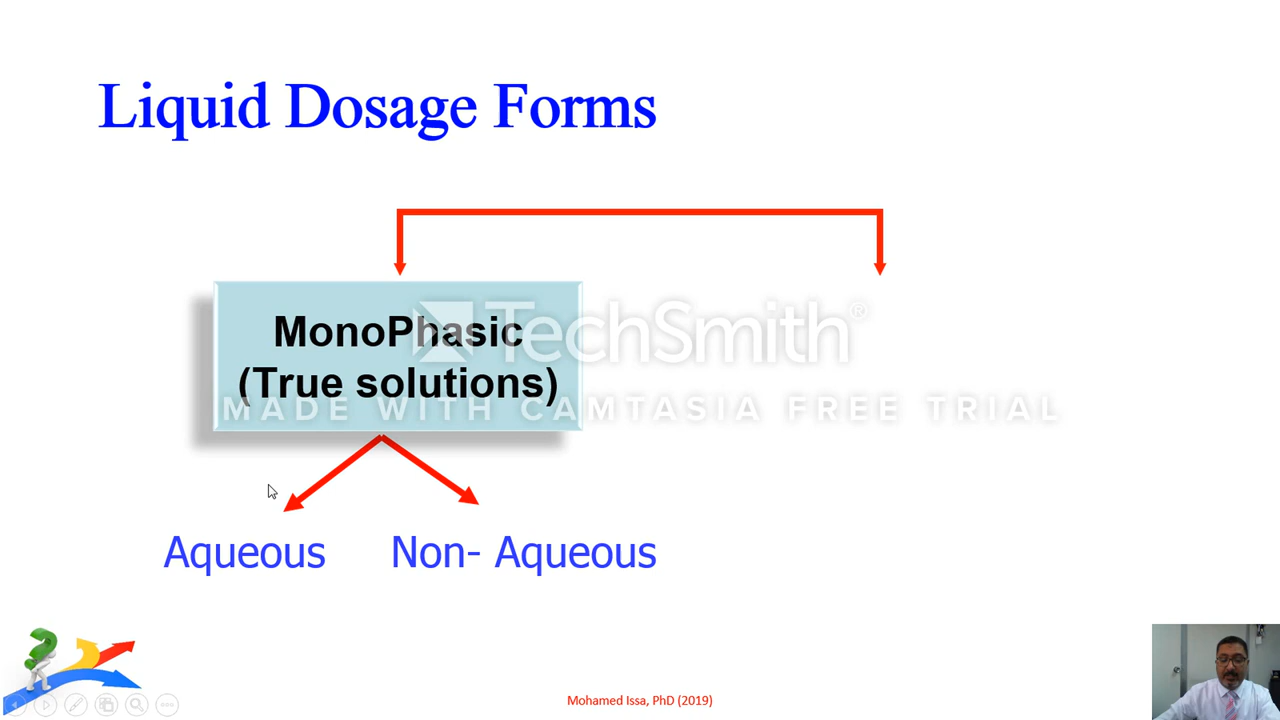 Liquid Dosage Forms
TechSmith®
MonoPhasic
(True solutions)
MADE WITH CAMTASIA FREE TRIAL
Aqueous
Non- Aqueous
Mohamed Issa, PhD (2019)